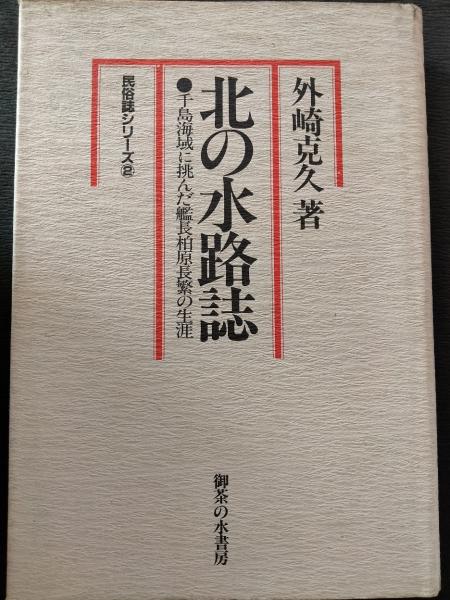 外崎克久 著
北の水路誌
●千島海域に挑んだ艦長柏原長繁の生涯
民俗誌シリーズ②
御茶の水書房